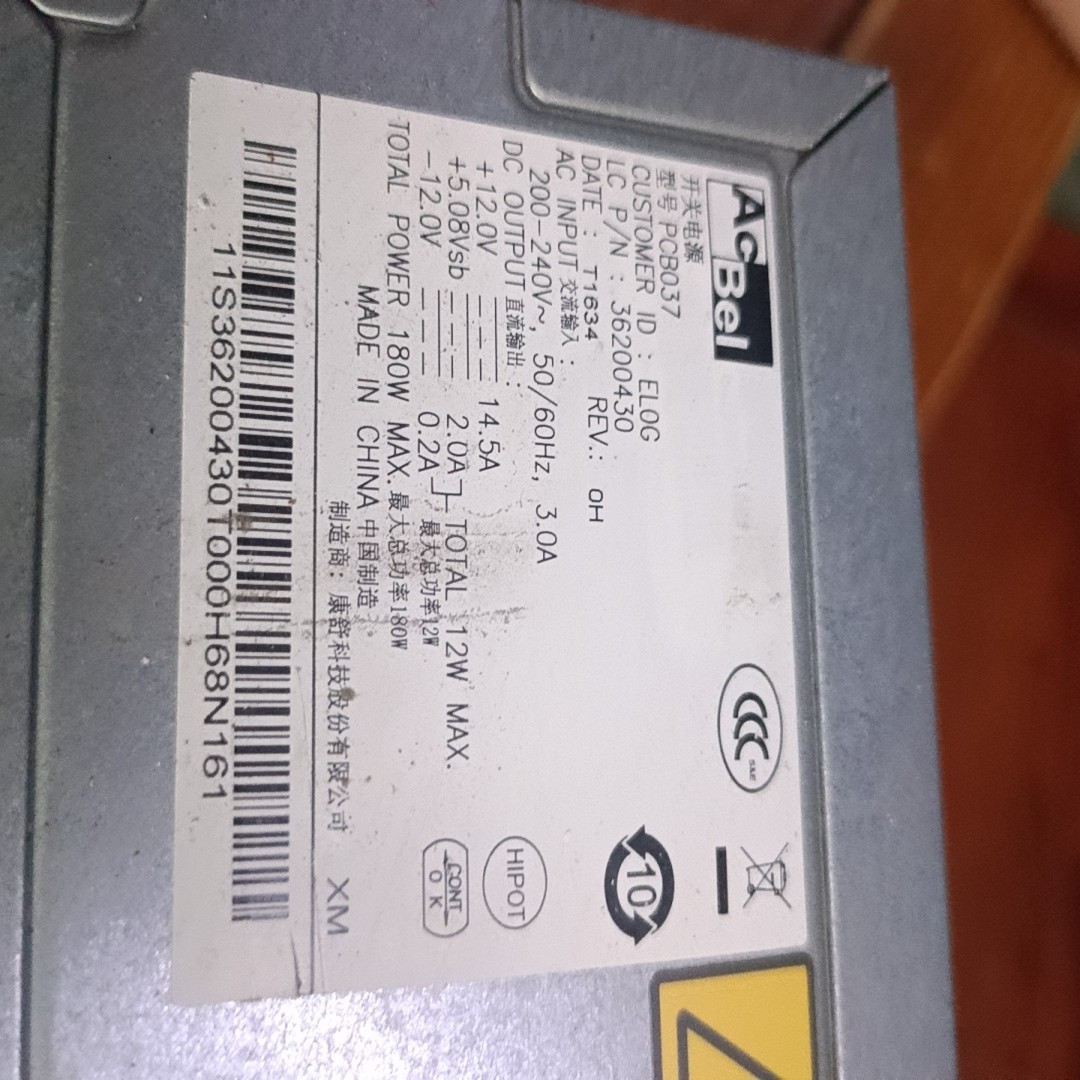 AcBel
开关电源
型号 PCB037
CUSTOMER ID : EL0G
LC P/N : 36200430
DATE : T1634 REV.: 0H
AC INPUT 交流输入 :
200-240V~, 50/60Hz, 3.0A
DC OUTPUT 直流输出 :
+12.0V --- 14.5A
+5.08Vsb --- 2.0A
-12.0V --- 0.2A
TOTAL 12W MAX.
最大总功率12W
TOTAL POWER 180W MAX.最大总功率180W
MADE IN CHINA 中国制造
制造商: 康舒科技股份有限公司 XM
11S36200430T000H68N161
CCC
S&E
10
HIPOT
CONT
O K